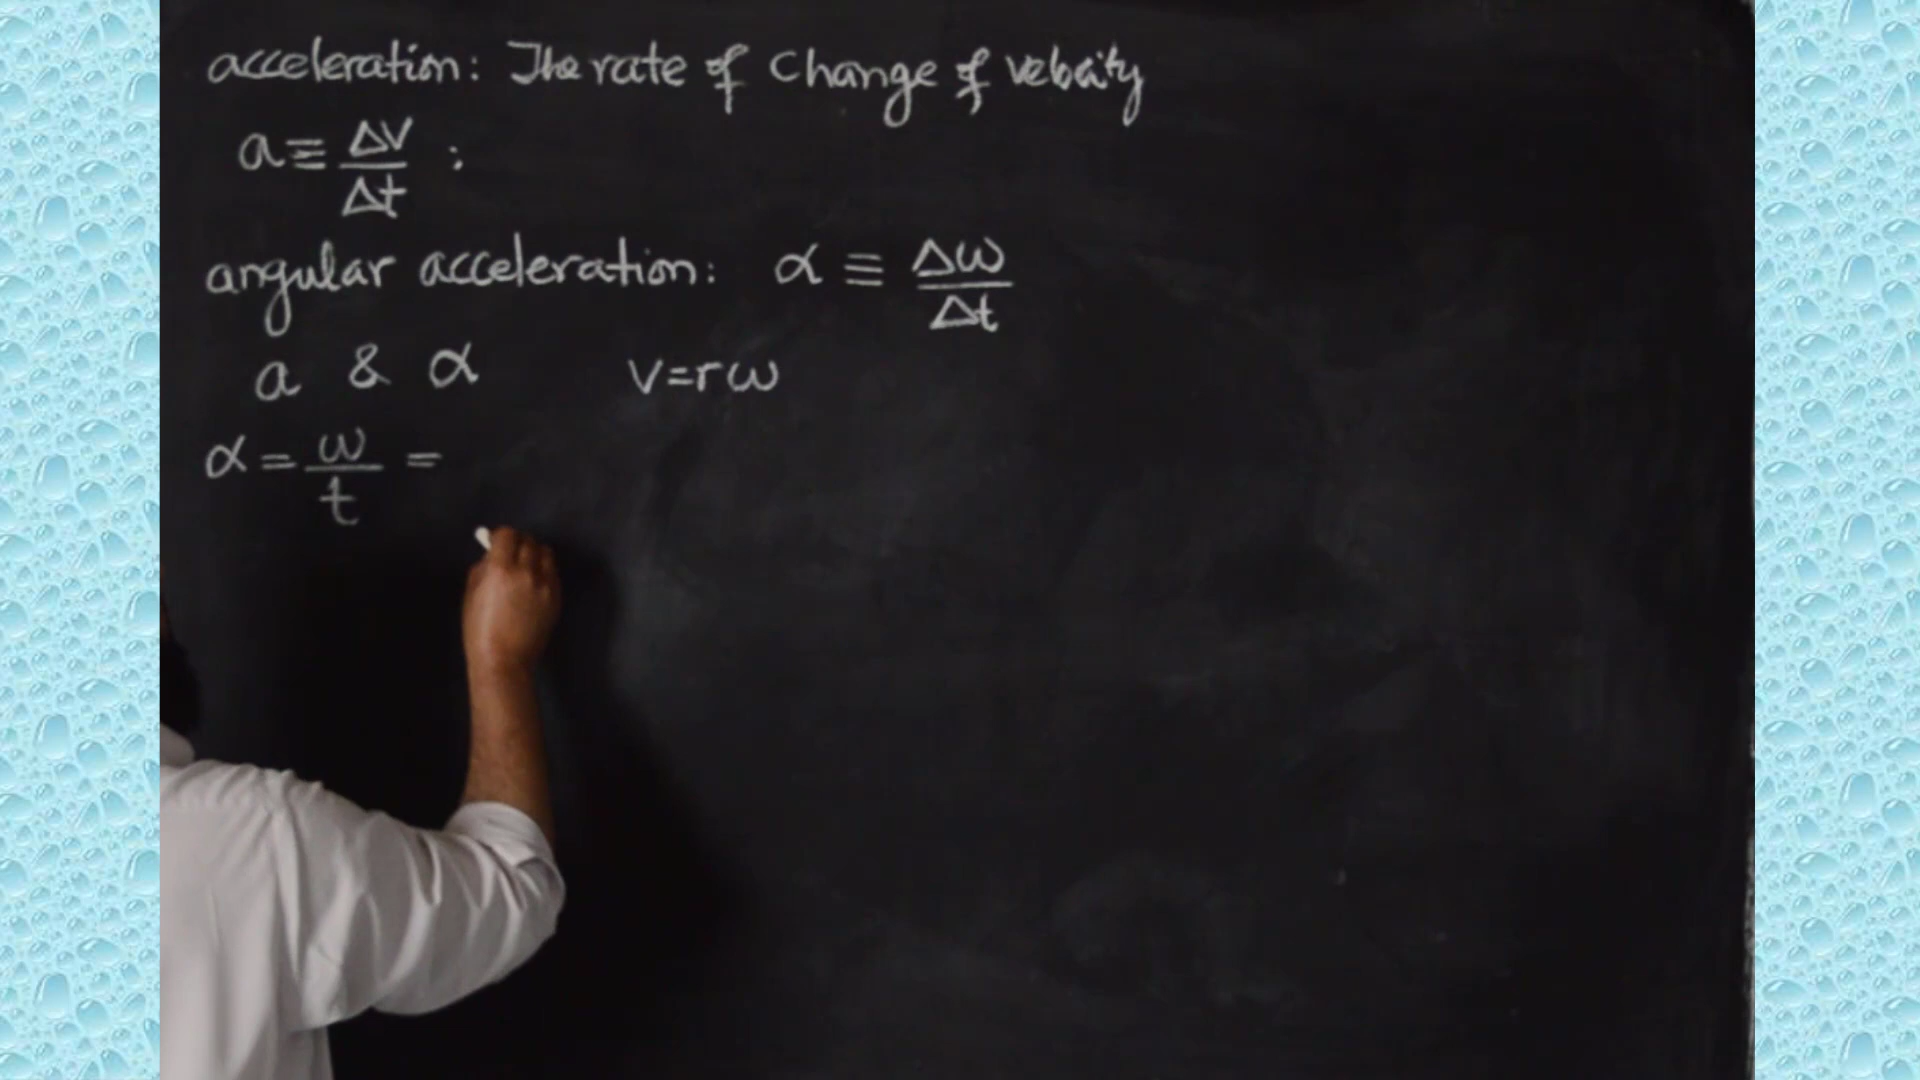 acceleration: The rate of change of velocity
a ≡ Δv/Δt :
angular acceleration: α ≡ Δω/Δt
a & α v=rω
α = ω/t =